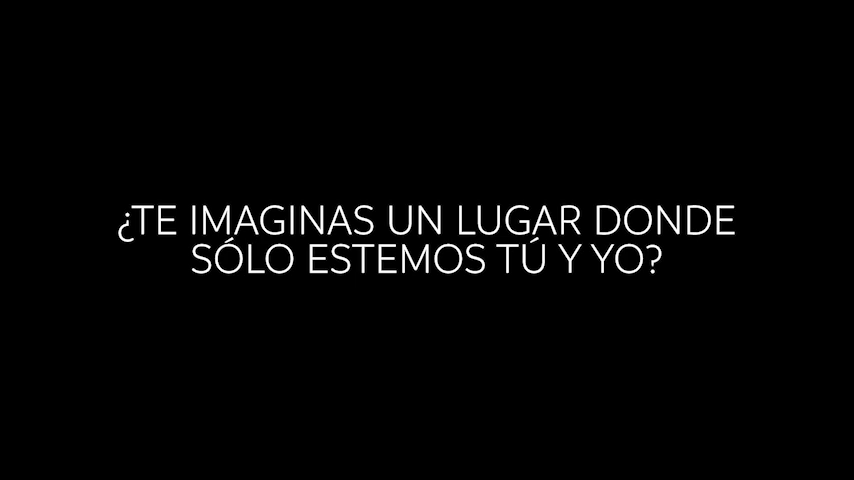 ¿TE IMAGINAS UN LUGAR DONDE
SÓLO ESTEMOS TÚ Y YO?